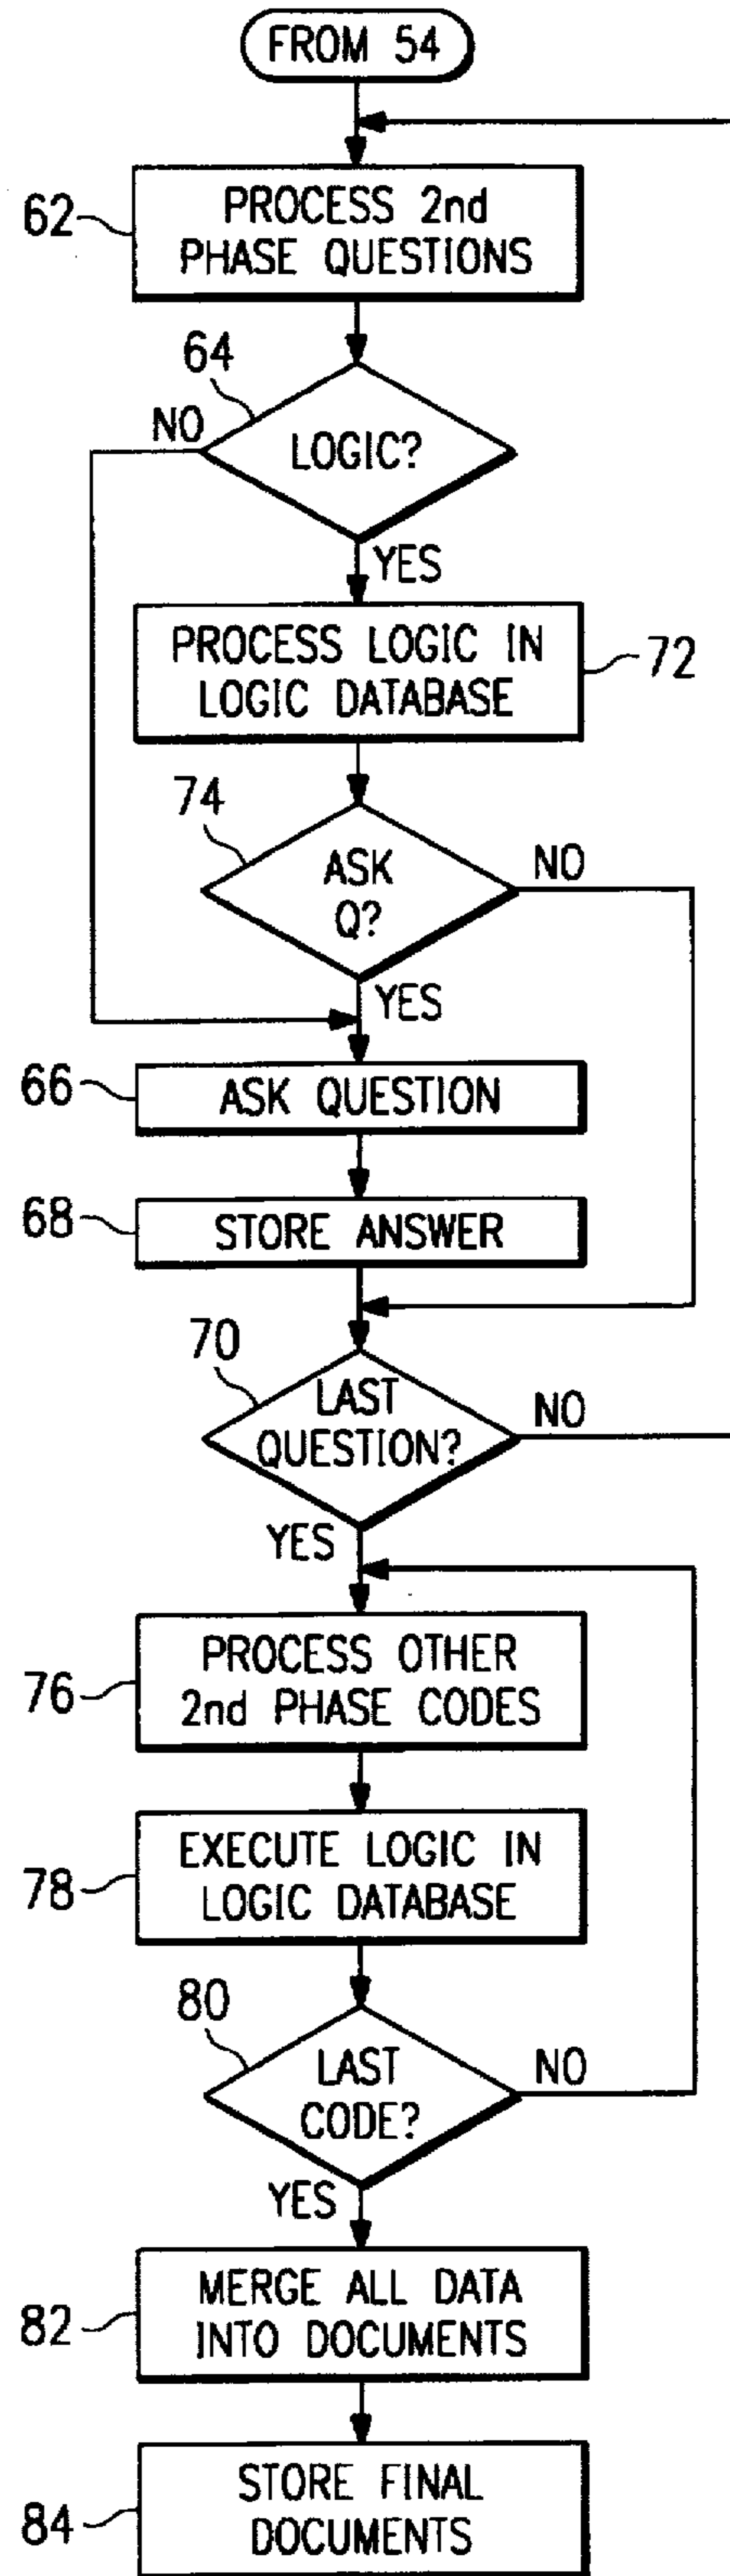 FROM 54
62
PROCESS 2nd
PHASE QUESTIONS
64
NO
LOGIC?
YES
PROCESS LOGIC IN
LOGIC DATABASE
72
74
ASK
Q?
NO
YES
66
ASK QUESTION
68
STORE ANSWER
70
LAST
QUESTION?
NO
YES
76
PROCESS OTHER
2nd PHASE CODES
78
EXECUTE LOGIC IN
LOGIC DATABASE
80
LAST
CODE?
NO
YES
82
MERGE ALL DATA
INTO DOCUMENTS
84
STORE FINAL
DOCUMENTS